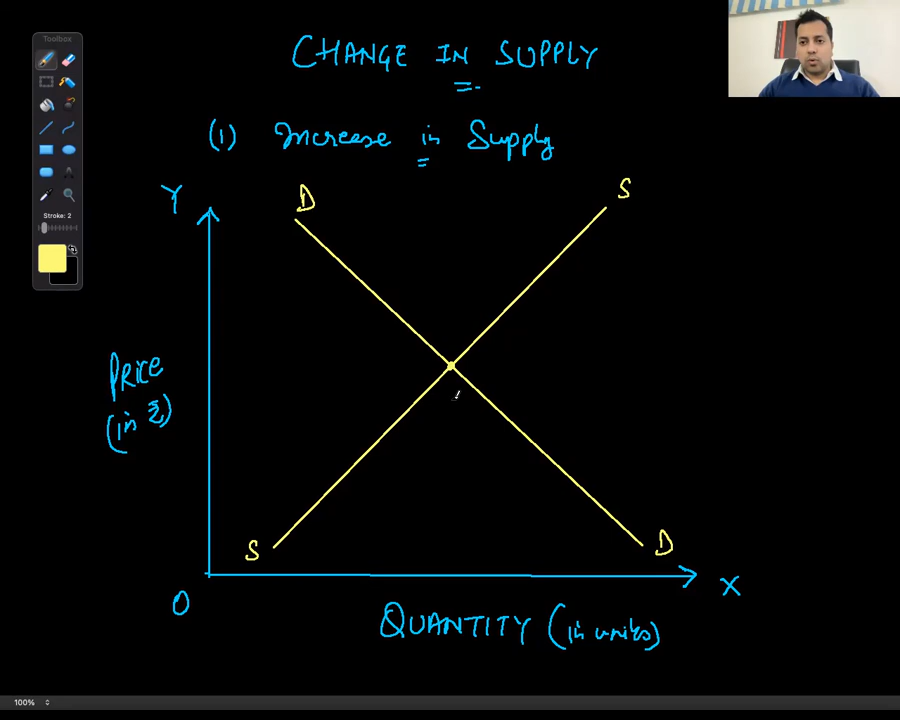 Toolbox
Stroke: 2
CHANGE IN SUPPLY
(1) Increase in Supply
Y
D
S
PRICE
(in ₹)
S
D
O
X
QUANTITY (in units)
100%